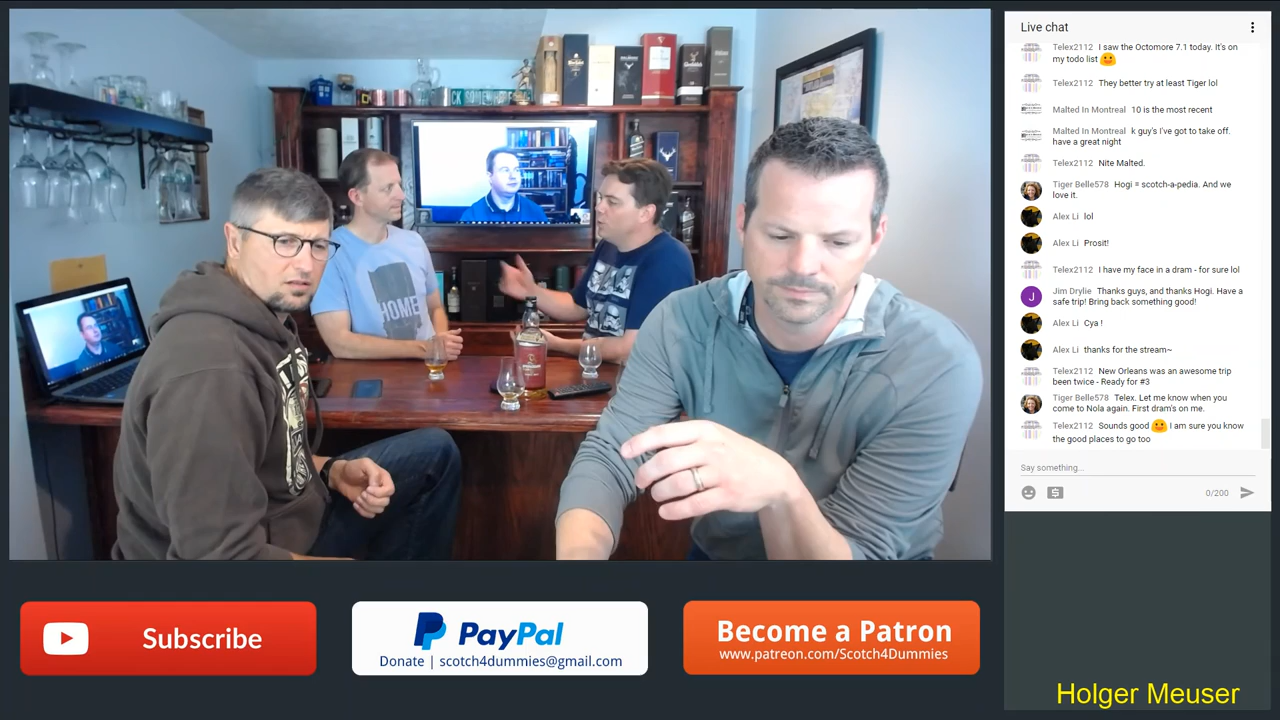 HOME
Live chat
Telex2112 I saw the Octomore 7.1 today. It's on
my todo list
Telex2112 They better try at least Tiger lol
Malted In Montreal 10 is the most recent
Malted In Montreal k guy's I've got to take off.
have a great night
Telex2112 Nite Malted.
Tiger Belle578 Hogi = scotch-a-pedia. And we
love it.
Alex Li lol
Alex Li Prosit!
Telex2112 I have my face in a dram - for sure lol
J
Jim Drylie Thanks guys, and thanks Hogi. Have a
safe trip! Bring back something good!
Alex Li Cya !
Alex Li thanks for the stream~
Telex2112 New Orleans was an awesome trip
been twice - Ready for #3
Tiger Belle578 Telex. Let me know when you
come to Nola again. First dram's on me.
Telex2112 Sounds good I am sure you know
the good places to go too
Say something...
0/200
Subscribe
PayPal
Donate | scotch4dummies@gmail.com
Become a Patron
www.patreon.com/Scotch4Dummies
Holger Meuser